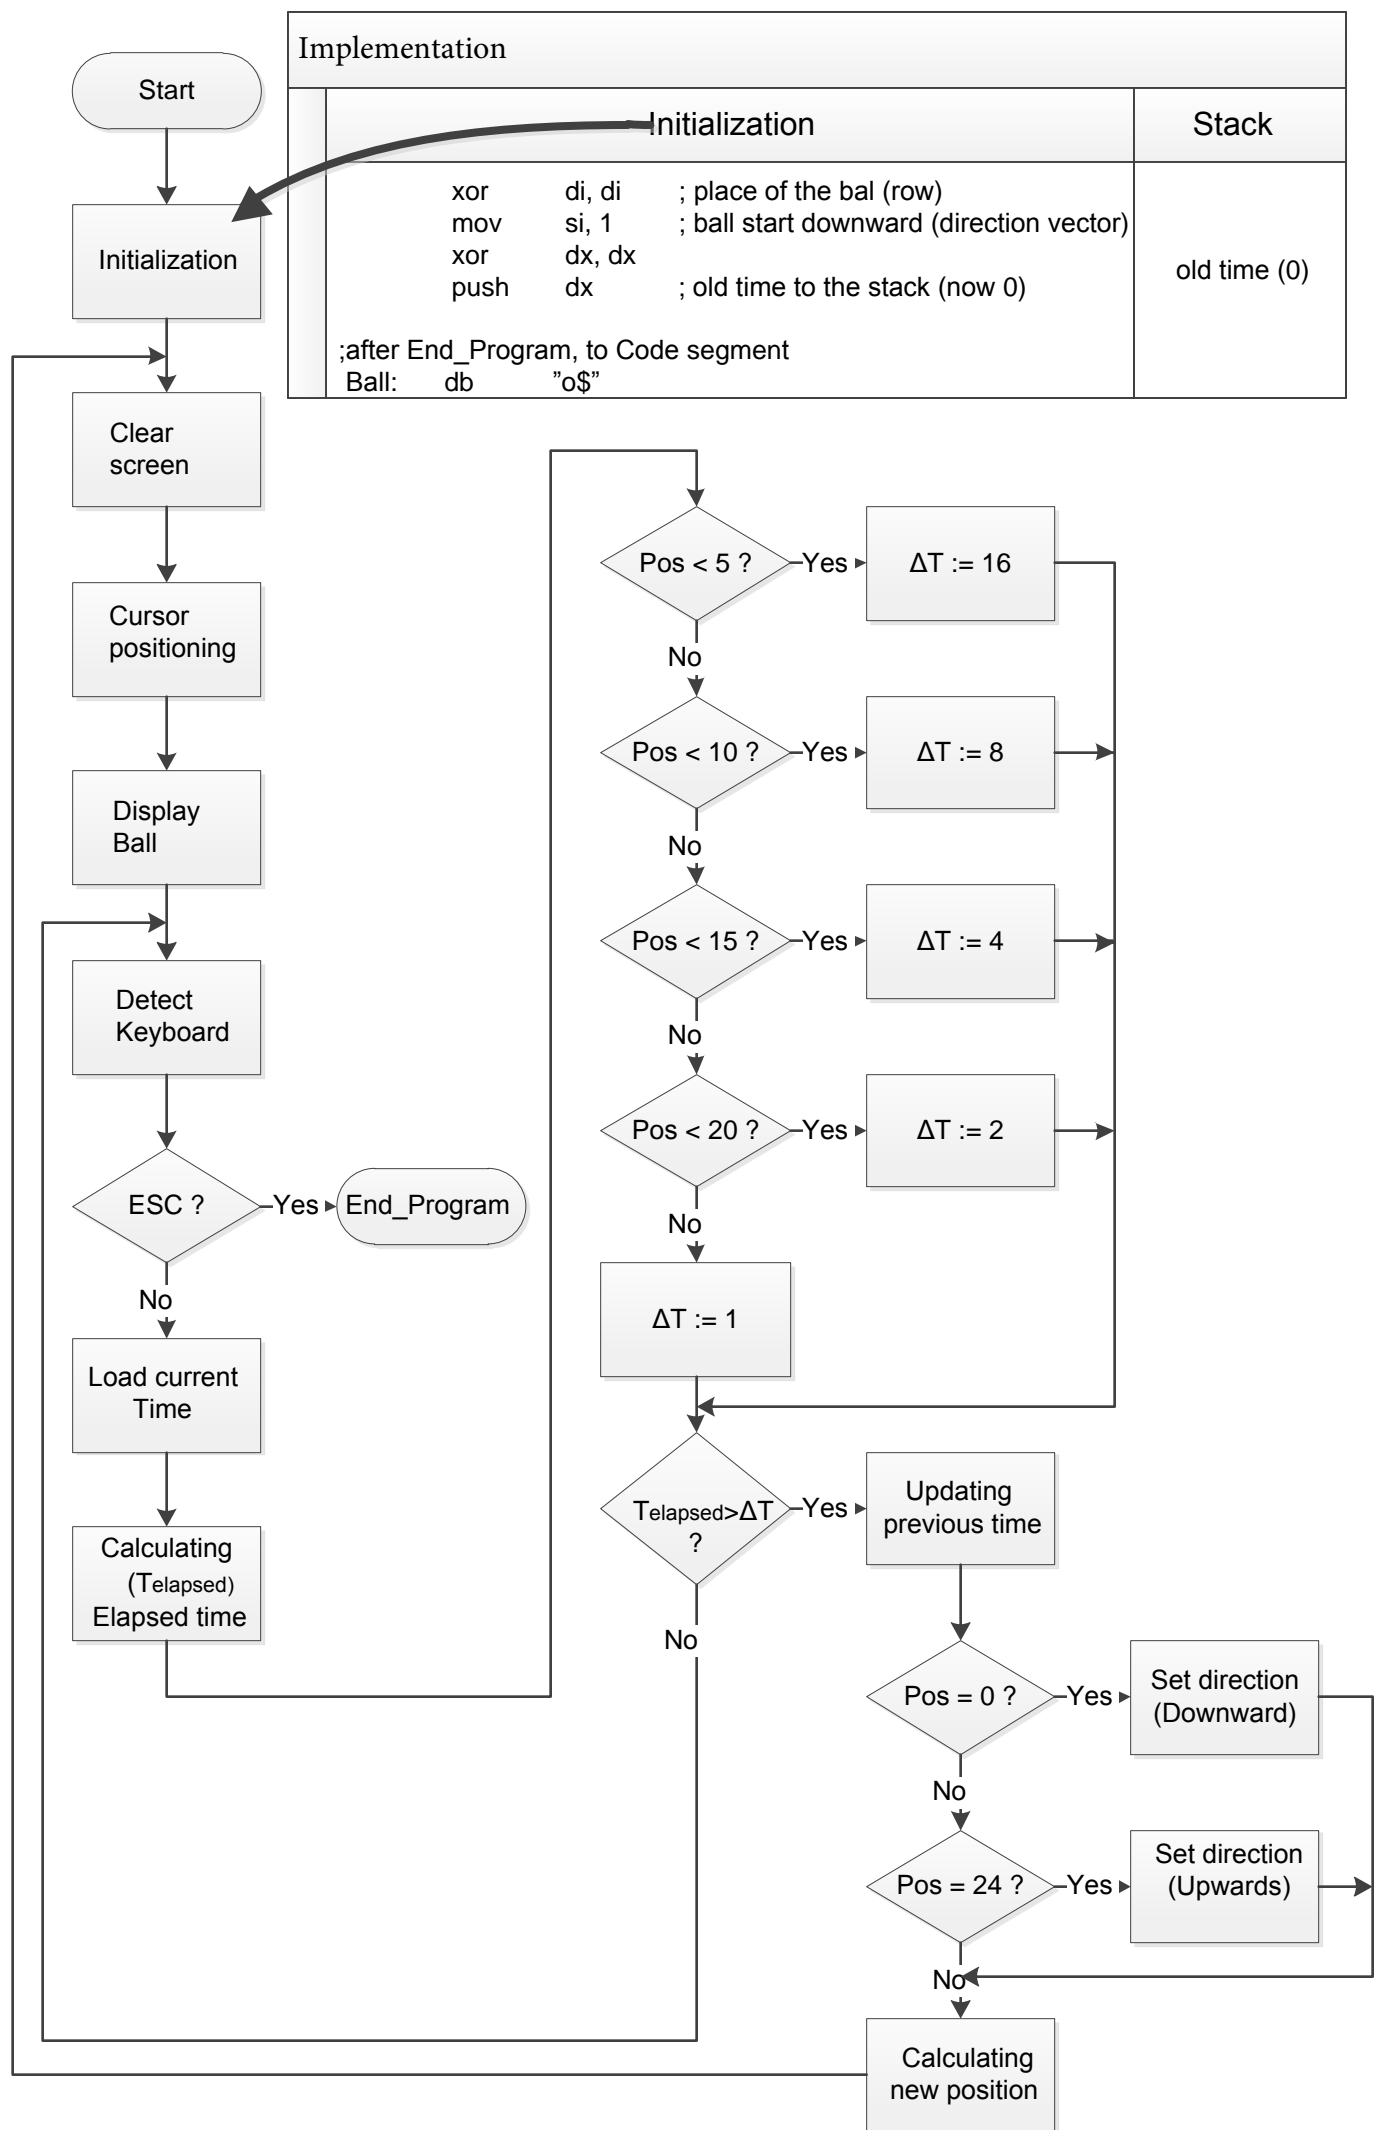 Implementation
Initialization
Stack
xor di, di ; place of the bal (row)
mov si, 1 ; ball start downward (direction vector)
xor dx, dx
push dx ; old time to the stack (now 0)
;after End_Program, to Code segment
Ball: db ”o$”
old time (0)
Start
Initialization
Clear
screen
Cursor
positioning
Display
Ball
Detect
Keyboard
ESC ?
Yes
End_Program
No
Load current
Time
Calculating
(Telapsed)
Elapsed time
Pos < 5 ?
Yes
ΔT := 16
No
Pos < 10 ?
Yes
ΔT := 8
No
Pos < 15 ?
Yes
ΔT := 4
No
Pos < 20 ?
Yes
ΔT := 2
No
ΔT := 1
Telapsed>ΔT
?
Yes
Updating
previous time
No
Pos = 0 ?
Yes
Set direction
(Downward)
No
Pos = 24 ?
Yes
Set direction
(Upwards)
No
Calculating
new position